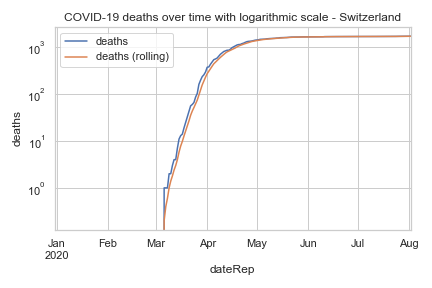 COVID-19 deaths over time with logarithmic scale - Switzerland
deaths
deaths (rolling)
10³
10²
10¹
10⁰
deaths
Jan Feb Mar Apr May Jun Jul Aug
2020
dateRep